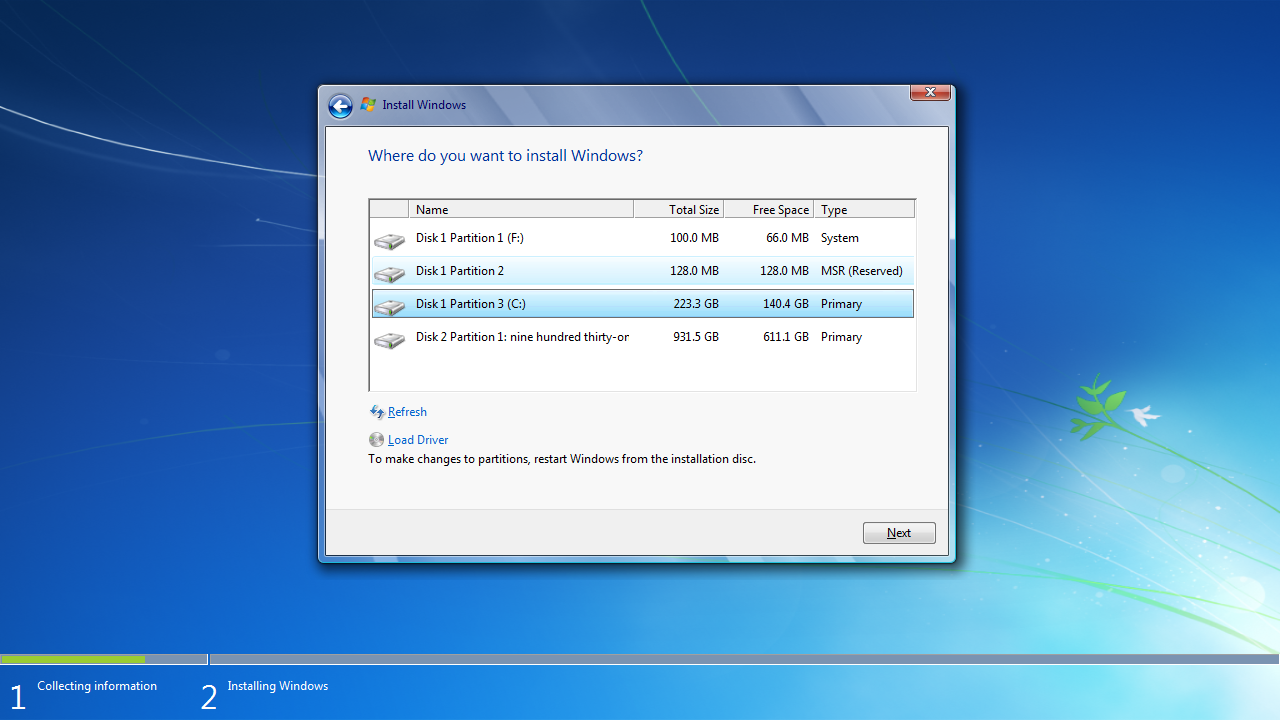 Install Windows
Where do you want to install Windows?
Name Total Size Free Space Type
Disk 1 Partition 1 (F:) 100.0 MB 66.0 MB System
Disk 1 Partition 2 128.0 MB 128.0 MB MSR (Reserved)
Disk 1 Partition 3 (C:) 223.3 GB 140.4 GB Primary
Disk 2 Partition 1: nine hundred thirty-or 931.5 GB 611.1 GB Primary
Refresh
Load Driver
To make changes to partitions, restart Windows from the installation disc.
Next
1 Collecting information 2 Installing Windows